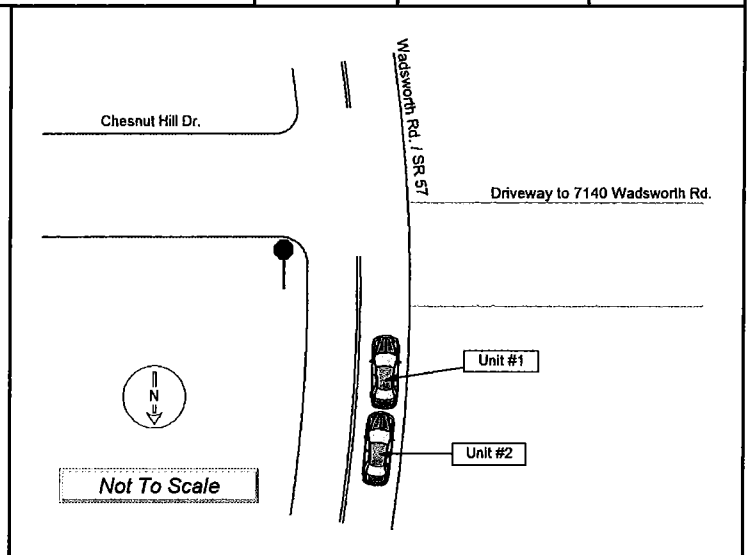 Wadsworth Rd. / SR 57
Chesnut Hill Dr.
Driveway to 7140 Wadsworth Rd.
Unit #1
N
Unit #2
Not To Scale